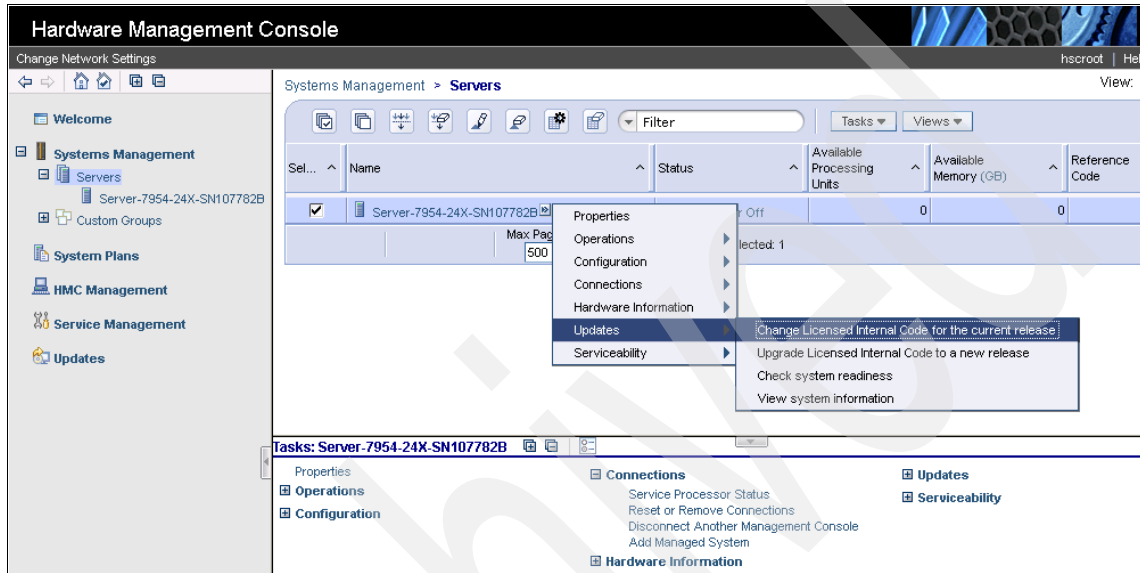 Hardware Management Console
Change Network Settings
hscroot | Hel
Systems Management > Servers
View:
Welcome
Systems Management
Servers
Server-7954-24X-SN107782B
Custom Groups
System Plans
HMC Management
Service Management
Updates
Filter
Tasks
Views
Sel...
Name
Status
Available Processing Units
Available Memory (GB)
Reference Code
Server-7954-24X-SN107782B
r Off
0
0
Max Pag
500
lected: 1
Properties
Operations
Configuration
Connections
Hardware Information
Updates
Serviceability
Change Licensed Internal Code for the current release
Upgrade Licensed Internal Code to a new release
Check system readiness
View system information
Tasks: Server-7954-24X-SN107782B
Properties
Operations
Configuration
Connections
Service Processor Status
Reset or Remove Connections
Disconnect Another Management Console
Add Managed System
Hardware Information
Updates
Serviceability